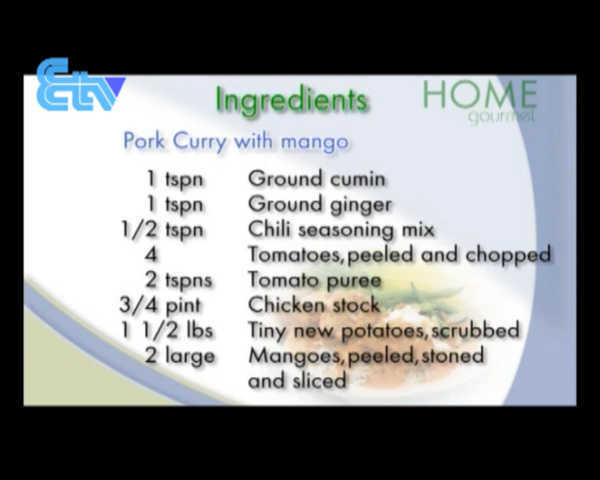 Etv
Ingredients
HOME
gourmet
Pork Curry with mango
1 tspn Ground cumin
1 tspn Ground ginger
1/2 tspn Chili seasoning mix
4 Tomatoes,peeled and chopped
2 tspns Tomato puree
3/4 pint Chicken stock
1 1/2 lbs Tiny new potatoes,scrubbed
2 large Mangoes,peeled,stoned
and sliced